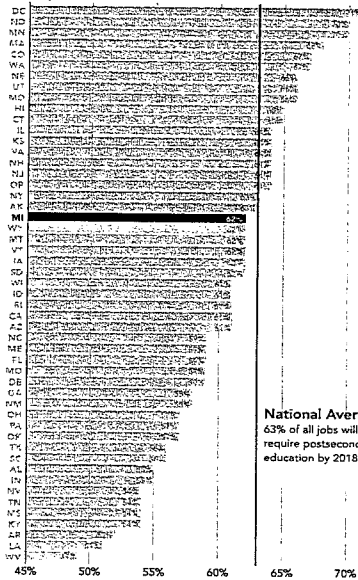 DC
ND
MN
MA
CO
WA
NE
UT
MO
HI
CT
IL
KS
VA
NH
NJ
OR
NY
AK
MI 62%
WY
MT
VT
IA
SD
WI
ID
RI
CA
AZ
NC
ME
FL
MD
DE
GA
NM
OH
PA
OK
TX
SC
AL
IN
NV
TN
MS
KY
AR
LA
WV
National Aver
63% of all jobs will
require postsecond
education by 2018
45% 50% 55% 60% 65% 70%